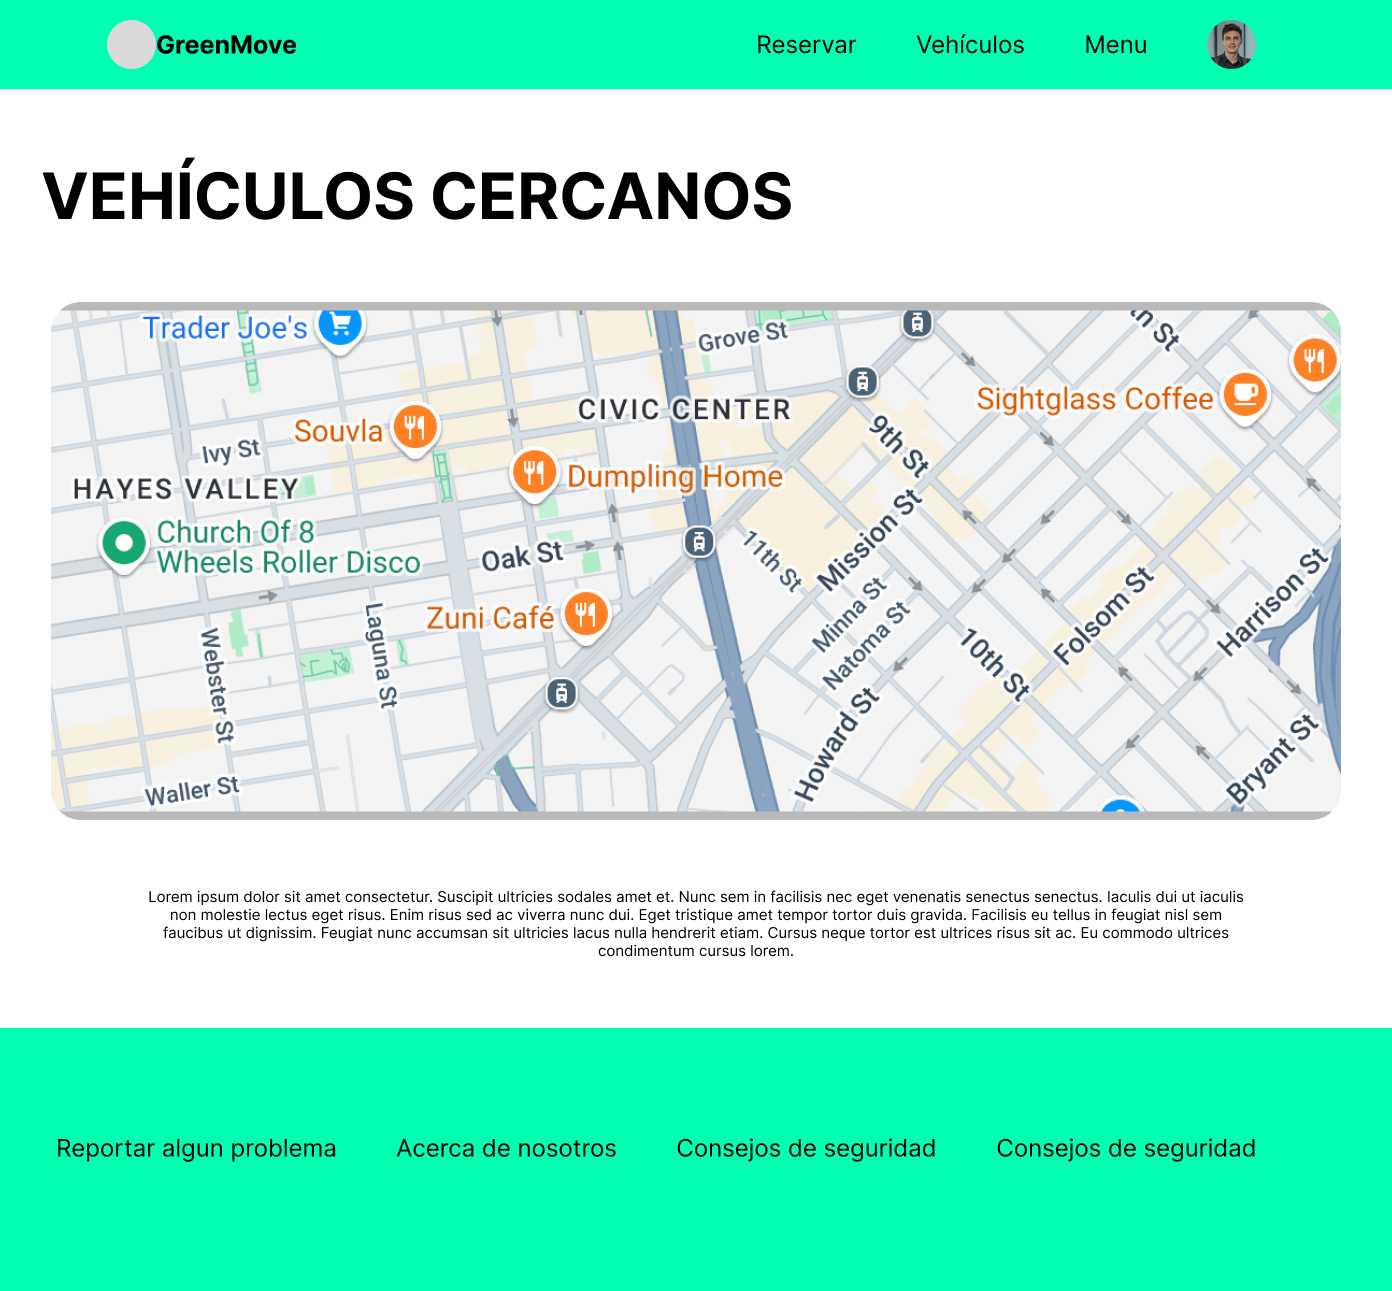 GreenMove
Reservar
Vehículos
Menu
VEHÍCULOS CERCANOS
Trader Joe's
Grove St
th St
Sightglass Coffee
CIVIC CENTER
Souvla
Ivy St
9th St
Dumpling Home
HAYES VALLEY
Church Of 8
Wheels Roller Disco
Oak St
11th St
Mission St
Minna St
Natoma St
Folsom St
Harrison St
Zuni Café
Laguna St
Webster St
10th St
Howard St
Bryant St
Waller St
Lorem ipsum dolor sit amet consectetur. Suscipit ultricies sodales amet et. Nunc sem in facilisis nec eget venenatis senectus senectus. Iaculis dui ut iaculis
non molestie lectus eget risus. Enim risus sed ac viverra nunc dui. Eget tristique amet tempor tortor duis gravida. Facilisis eu tellus in feugiat nisl sem
faucibus ut dignissim. Feugiat nunc accumsan sit ultricies lacus nulla hendrerit etiam. Cursus neque tortor est ultrices risus sit ac. Eu commodo ultrices
condimentum cursus lorem.
Reportar algun problema
Acerca de nosotros
Consejos de seguridad
Consejos de seguridad